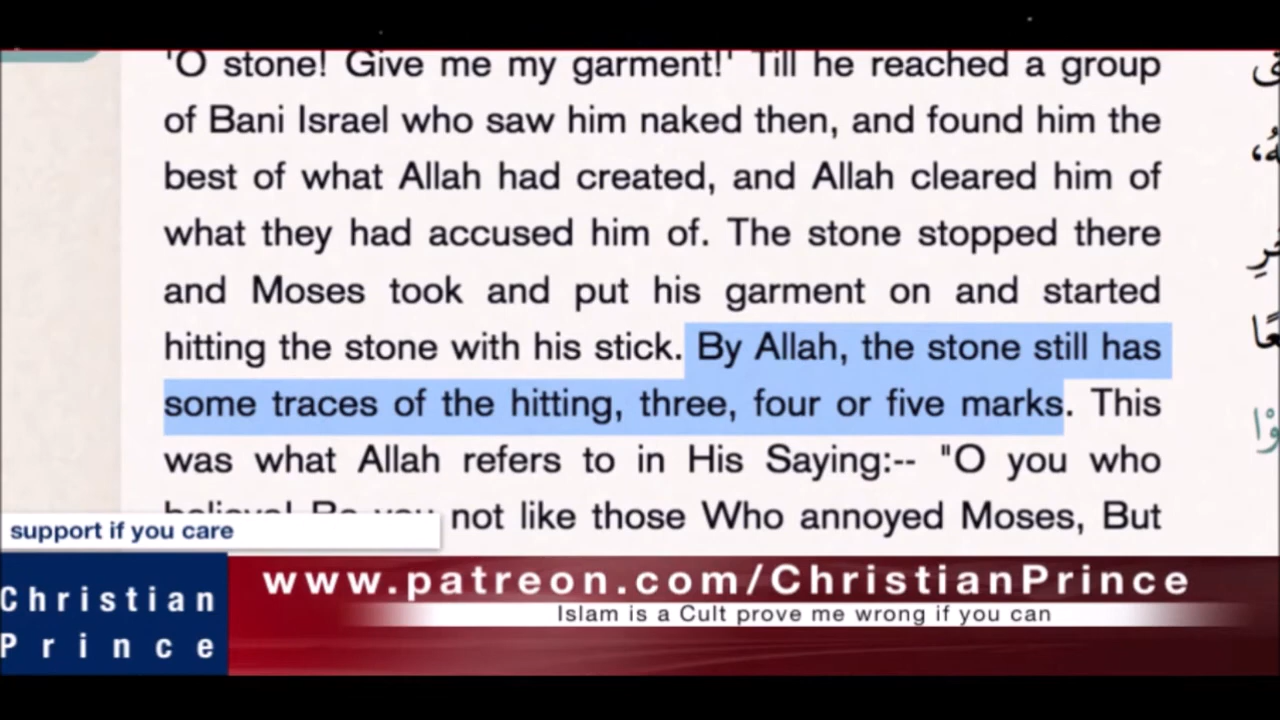 'O stone! Give me my garment!' Till he reached a group
of Bani Israel who saw him naked then, and found him the
best of what Allah had created, and Allah cleared him of
what they had accused him of. The stone stopped there
and Moses took and put his garment on and started
hitting the stone with his stick. By Allah, the stone still has
some traces of the hitting, three, four or five marks. This
was what Allah refers to in His Saying:-- "O you who
believe! Be you not like those Who annoyed Moses, But
support if you care
Christian
Prince
www.patreon.com/ChristianPrince
Islam is a Cult prove me wrong if you can